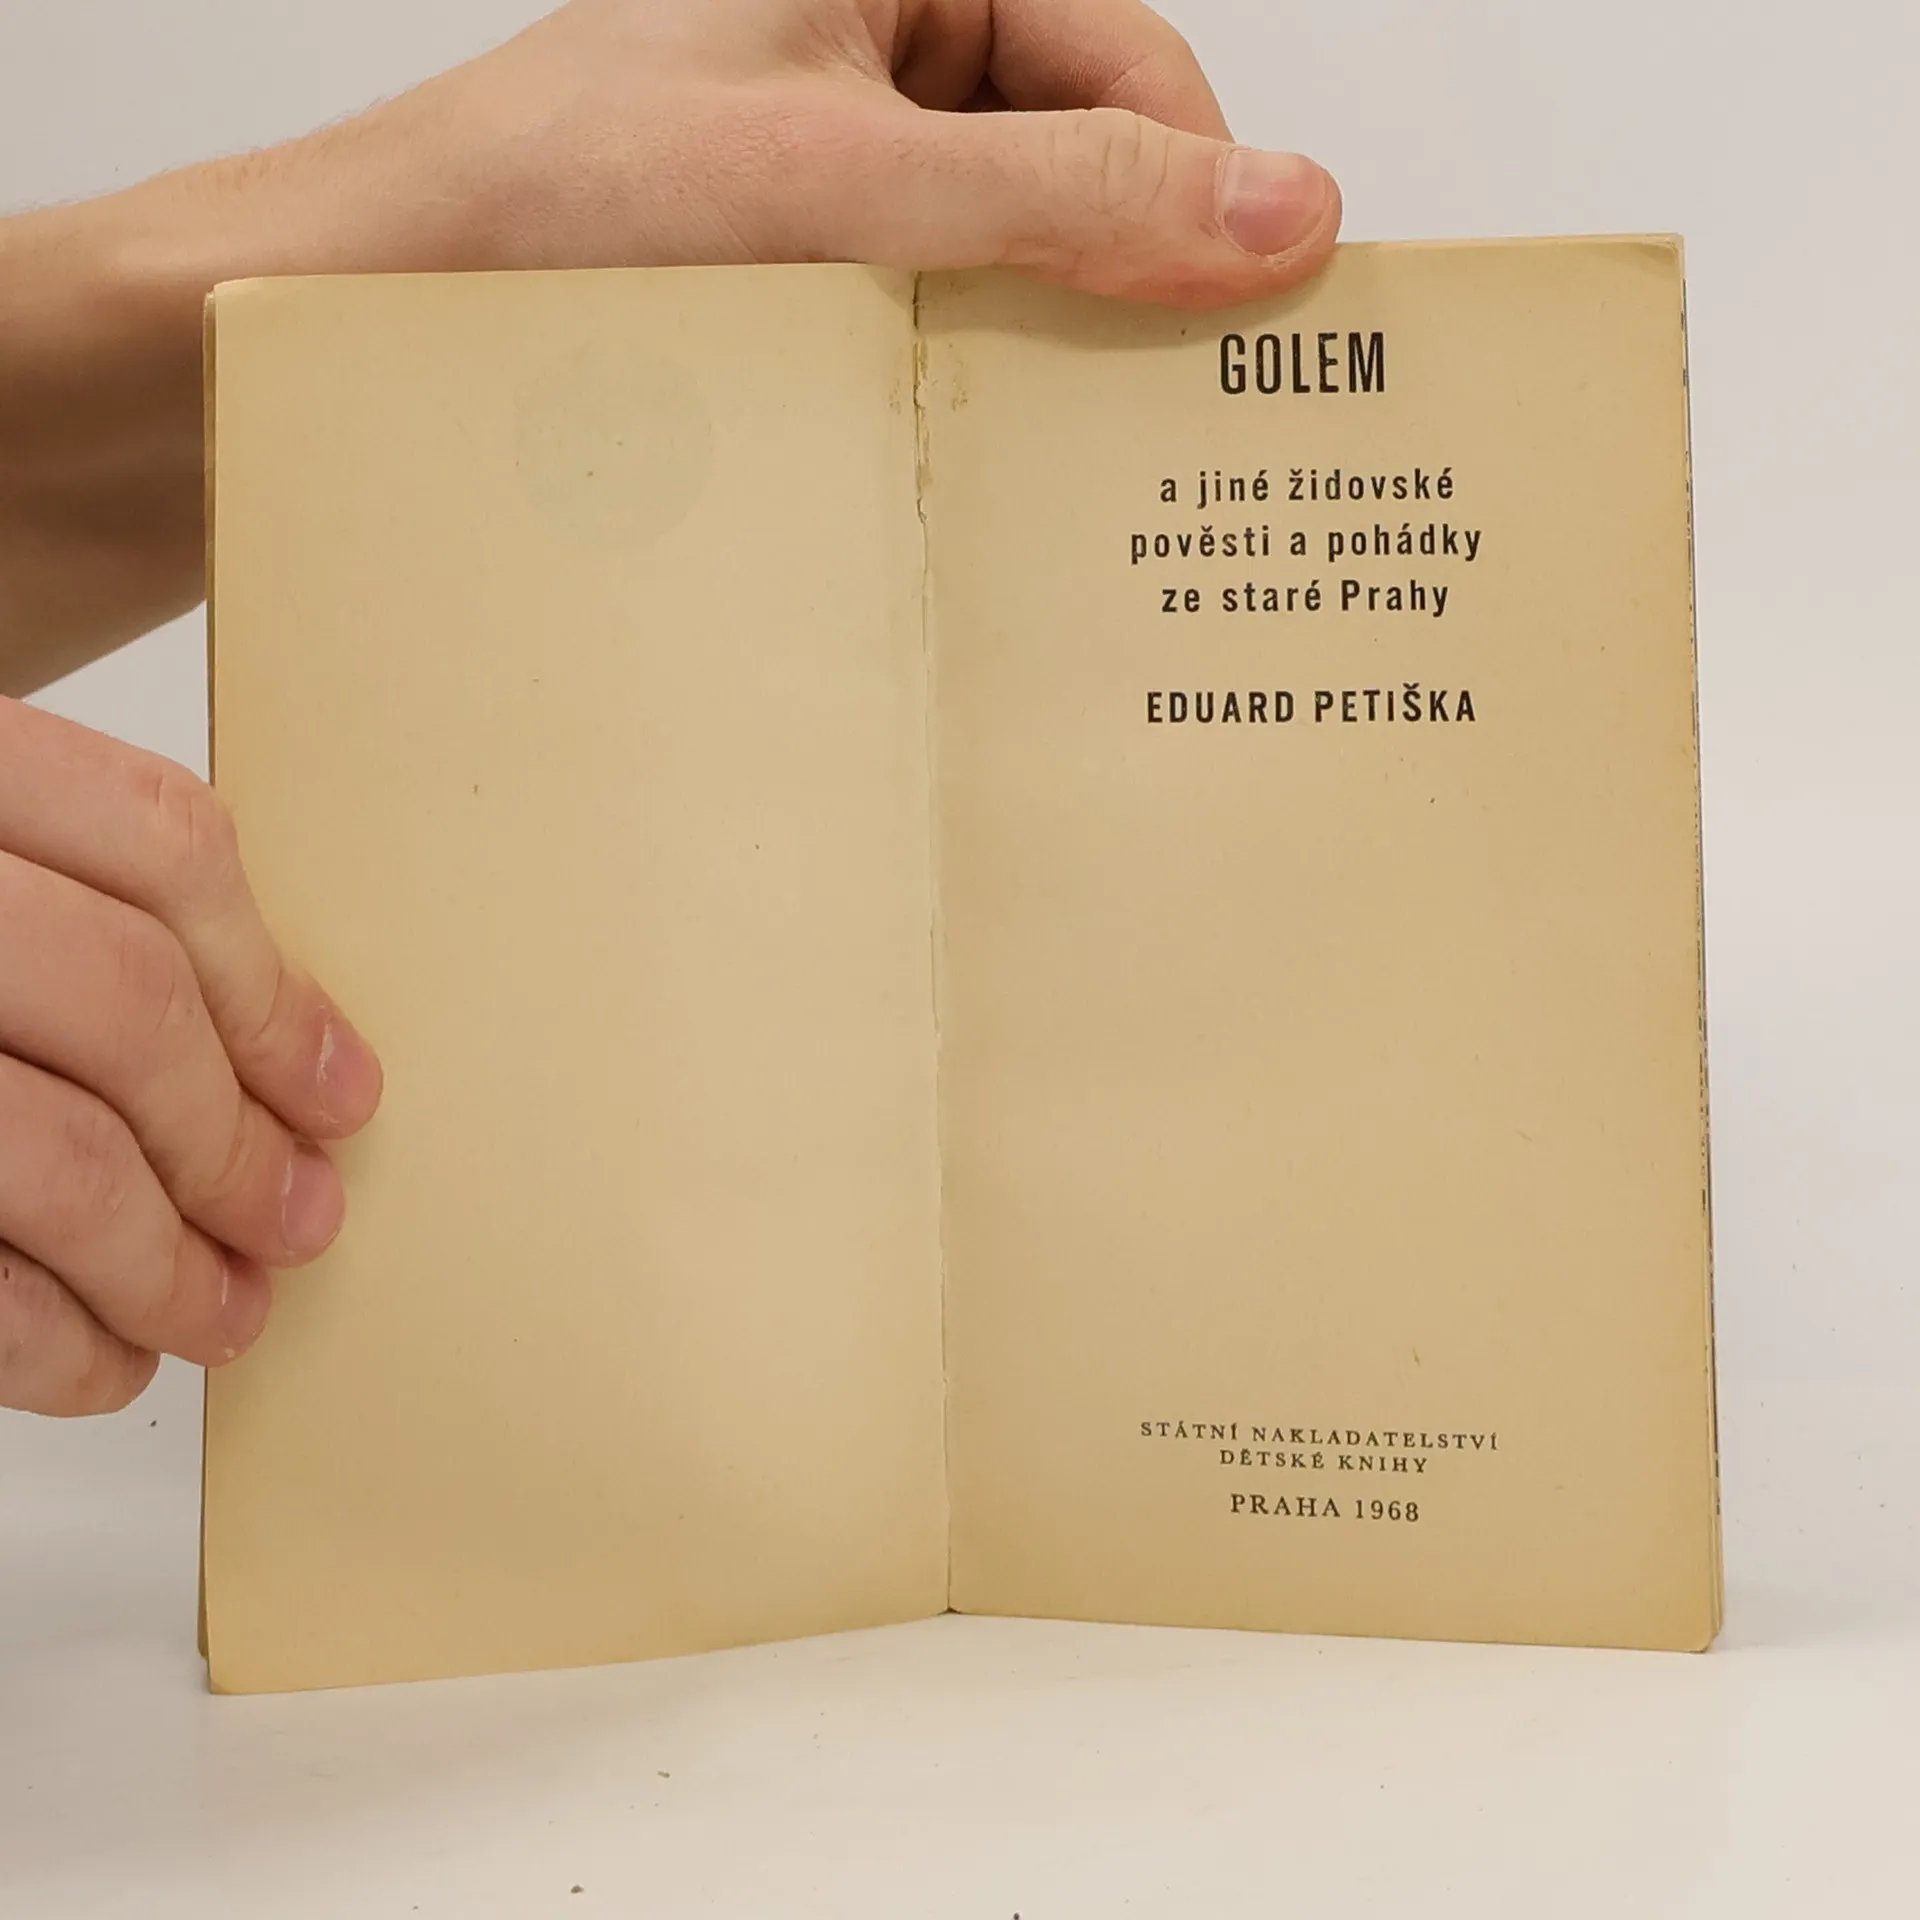 GOLEM
a jiné židovské
pověsti a pohádky
ze staré Prahy
EDUARD PETIŠKA
STÁTNÍ NAKLADATELSTVÍ
DĚTSKÉ KNIHY
PRAHA 1968